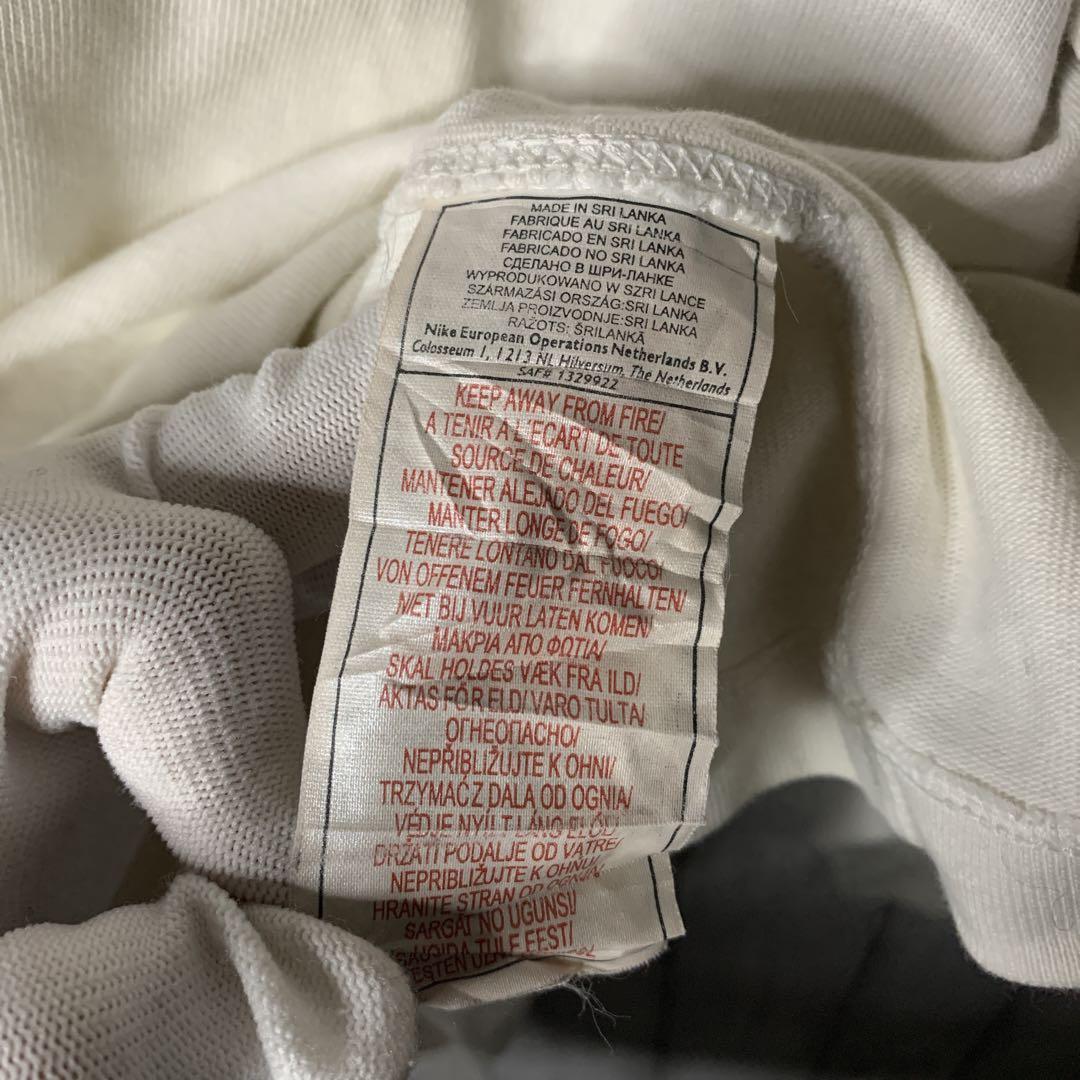 MADE IN SRI LANKA
FABRIQUE AU SRI LANKA
FABRICADO EN SRI LANKA
FABRICADO NO SRI LANKA
СДЕЛАНО В ШРИ-ЛАНКЕ
WYPRODUKOWANO W SZRI LANCE
SZÁRMAZÁSI ORSZÁG:SRI LANKA
ZEMLJA PROIZVODNJE:SRI LANKA
RAŽOTS: ŠRILANKĀ
Nike European Operations Netherlands B.V.
Colosseum 1, 1213 NL Hilversum, The Netherlands
SAF# 1329922
KEEP AWAY FROM FIRE/
A TENIR A L'ECART DE TOUTE
SOURCE DE CHALEUR/
MANTENER ALEJADO DEL FUEGO/
MANTER LONGE DE FOGO/
TENERE LONTANO DAL FUOCO/
VON OFFENEM FEUER FERNHALTEN/
NIET BIJ VUUR LATEN KOMEN/
ΜΑΚΡΙΑ ΑΠΟ ΦΩΤΙΑ/
SKAL HOLDES VÆK FRA ILD/
AKTAS FÖR ELD/ VARO TULTA/
ОГНЕОПАСНО/
NEPŘIBLIŽUJTE K OHNI/
TRZYMAĆ Z DALA OD OGNIA/
VÉDJE NYÍLT LÁNG ELŐL/
DRŽATI PODALJE OD VATRE/
NEPRIBLIŽUJTE K OHŇU/
HRANITE STRAN OD OGNJA/
SARGĀT NO UGUNS/